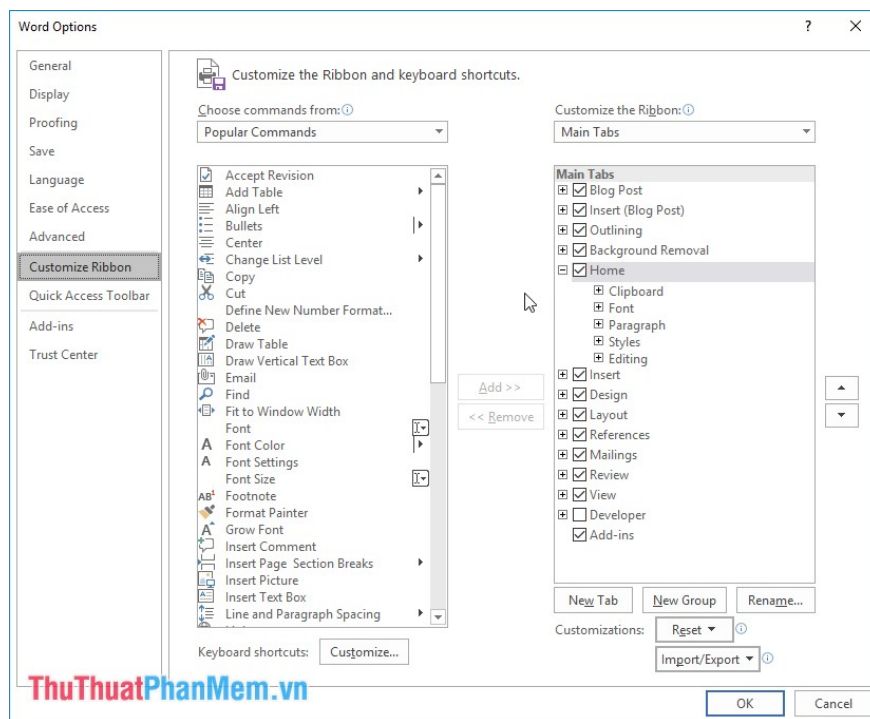 Word Options
General
Display
Proofing
Save
Language
Ease of Access
Advanced
Customize Ribbon
Quick Access Toolbar
Add-ins
Trust Center
Customize the Ribbon and keyboard shortcuts.
Choose commands from:
Popular Commands
Accept Revision
Add Table
Align Left
Bullets
Center
Change List Level
Copy
Cut
Define New Number Format...
Delete
Draw Table
Draw Vertical Text Box
Email
Find
Fit to Window Width
Font
Font Color
Font Settings
Font Size
Footnote
Format Painter
Grow Font
Insert Comment
Insert Page Section Breaks
Insert Picture
Insert Text Box
Line and Paragraph Spacing
Keyboard shortcuts: Customize...
Add >>
<< Remove
Customize the Ribbon:
Main Tabs
Main Tabs
Blog Post
Insert (Blog Post)
Outlining
Background Removal
Home
Clipboard
Font
Paragraph
Styles
Editing
Insert
Design
Layout
References
Mailings
Review
View
Developer
Add-ins
New Tab New Group Rename...
Customizations: Reset
Import/Export
ThuThuatPhanMem.vn
OK Cancel